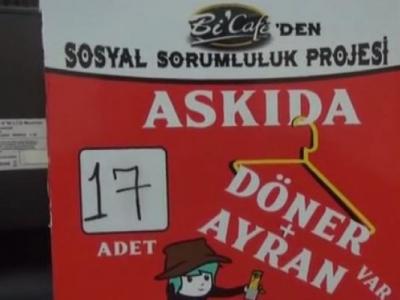 Bi'Cafe 'DEN
SOSYAL SORUMLULUK PROJESİ
ASKIDA
17
ADET
DÖNER
+
AYRAN
VAR